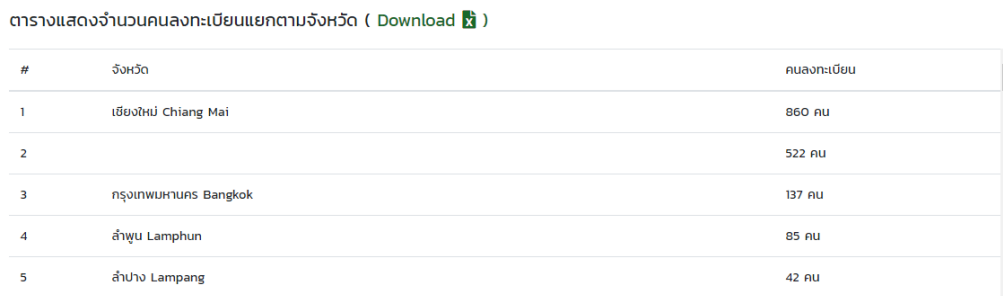 ตารางแสดงจำนวนคนลงทะเบียนแยกตามจังหวัด ( Download )
# จังหวัด คนลงทะเบียน
1 เชียงใหม่ Chiang Mai 860 คน
2 522 คน
3 กรุงเทพมหานคร Bangkok 137 คน
4 ลำพูน Lamphun 85 คน
5 ลำปาง Lampang 42 คน